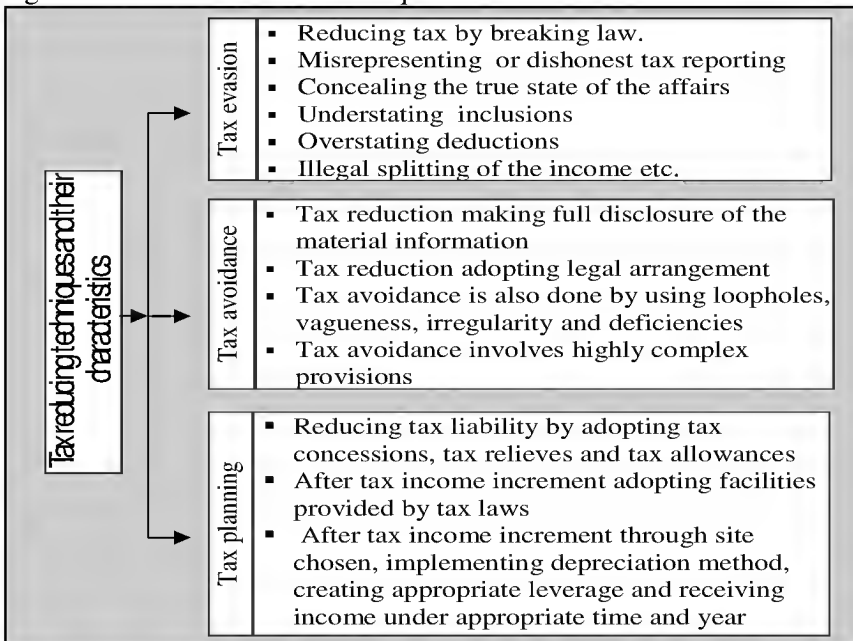 Tax reducing techniques and their
characteristics
Tax evasion
▪ Reducing tax by breaking law.
▪ Misrepresenting or dishonest tax reporting
▪ Concealing the true state of the affairs
▪ Understating inclusions
▪ Overstating deductions
▪ Illegal splitting of the income etc.
Tax avoidance
▪ Tax reduction making full disclosure of the
material information
▪ Tax reduction adopting legal arrangement
▪ Tax avoidance is also done by using loopholes,
vagueness, irregularity and deficiencies
▪ Tax avoidance involves highly complex
provisions
Tax planning
▪ Reducing tax liability by adopting tax
concessions, tax relieves and tax allowances
▪ After tax income increment adopting facilities
provided by tax laws
▪ After tax income increment through site
chosen, implementing depreciation method,
creating appropriate leverage and receiving
income under appropriate time and year